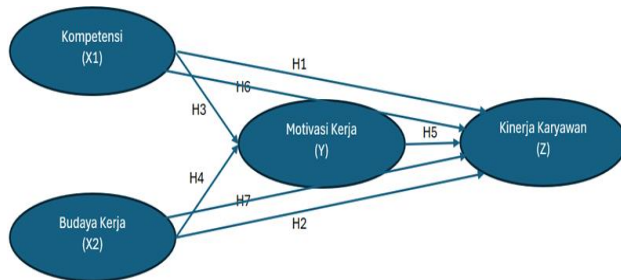 Kompetensi
(X1)
H1
H6
H3
Motivasi Kerja
(Y)
H5
Kinerja Karyawan
(Z)
H4
Budaya Kerja
(X2)
H7
H2